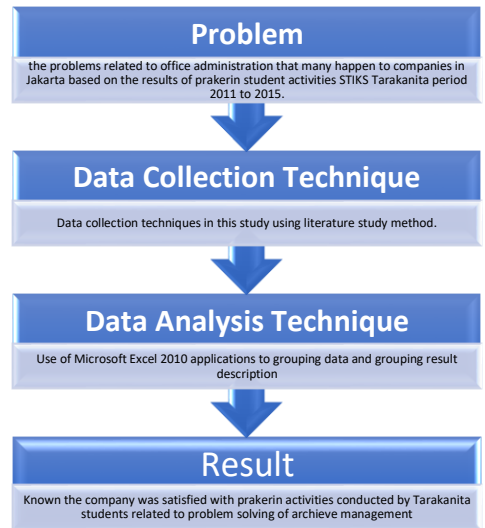 Problem
the problems related to office administration that many happen to companies in
Jakarta based on the results of prakerin student activities STIKS Tarakanita period
2011 to 2015.
Data Collection Technique
Data collection techniques in this study using literature study method.
Data Analysis Technique
Use of Microsoft Excel 2010 applications to grouping data and grouping result
description
Result
Known the company was satisfied with prakerin activities conducted by Tarakanita
students related to problem solving of archieve management